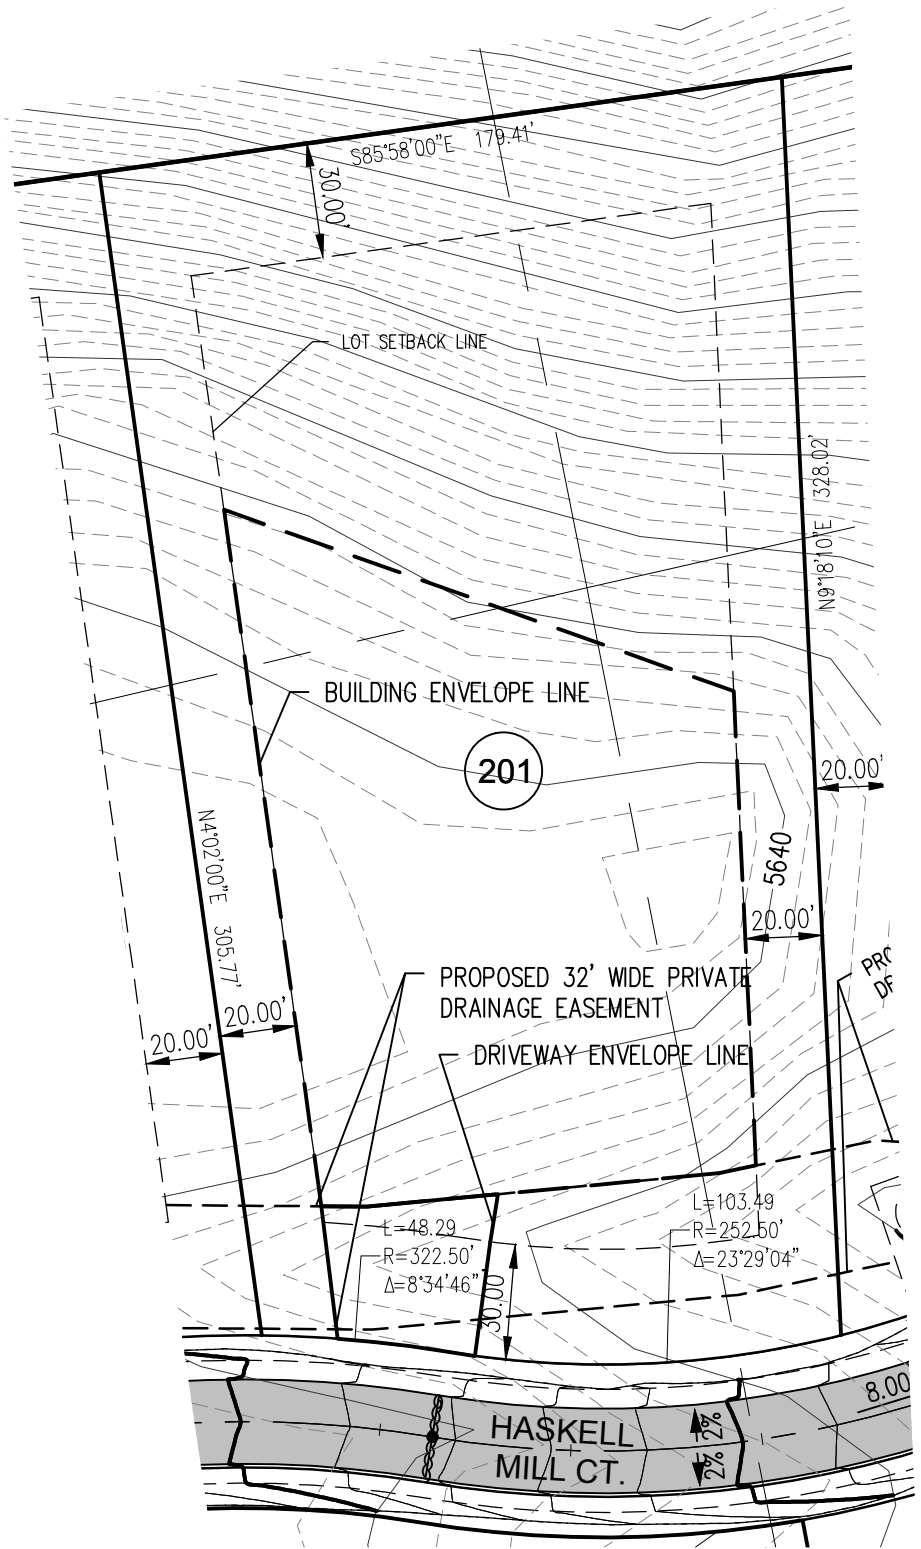 S85°58'00"E 179.41'
30.00'
LOT SETBACK LINE
N9°18'10"E 328.02'
BUILDING ENVELOPE LINE
201
20.00'
5640
N4°02'00"E 305.77'
20.00'
PROPOSED 32' WIDE PRIVATE
DRAINAGE EASEMENT
PRO
DR
20.00'
20.00'
DRIVEWAY ENVELOPE LINE
L=48.29
R=322.50'
Δ=8°34'46"
30.00
L=103.49
R=252.50'
Δ=23°29'04"
8.00
HASKELL
MILL CT.
2% 2%